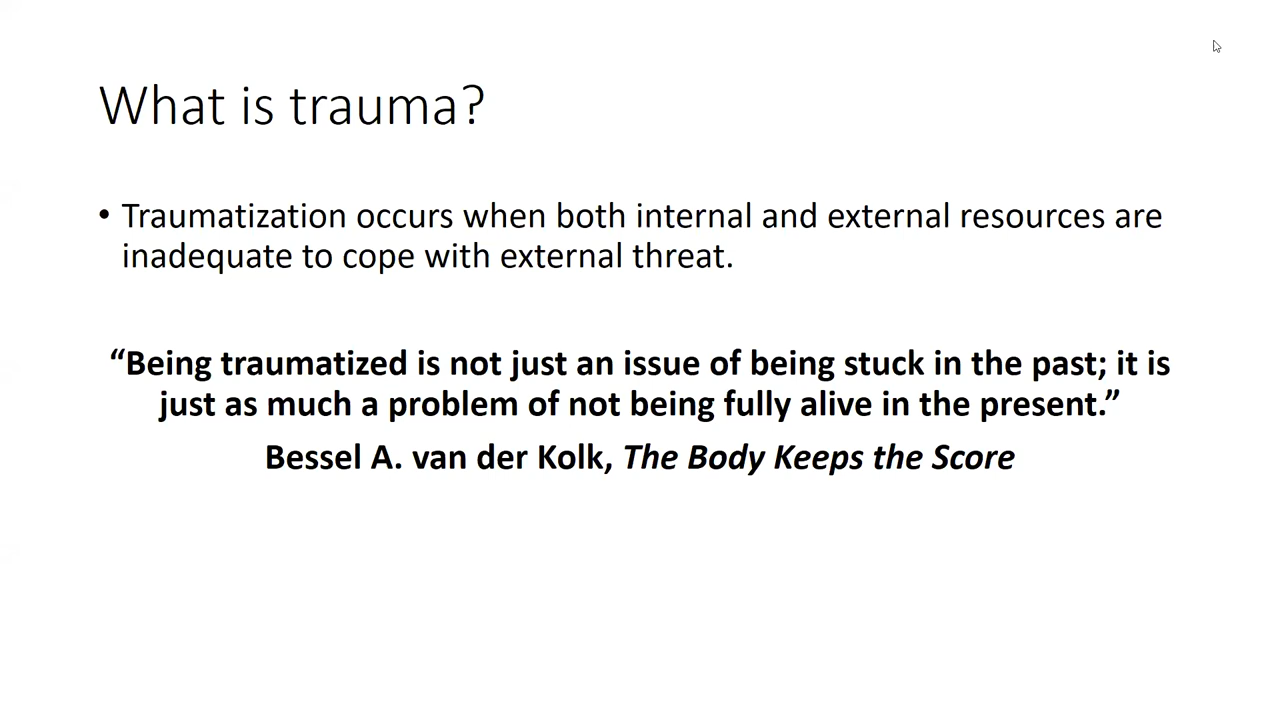 What is trauma?
• Traumatization occurs when both internal and external resources are
inadequate to cope with external threat.
“Being traumatized is not just an issue of being stuck in the past; it is
just as much a problem of not being fully alive in the present.”
Bessel A. van der Kolk, The Body Keeps the Score